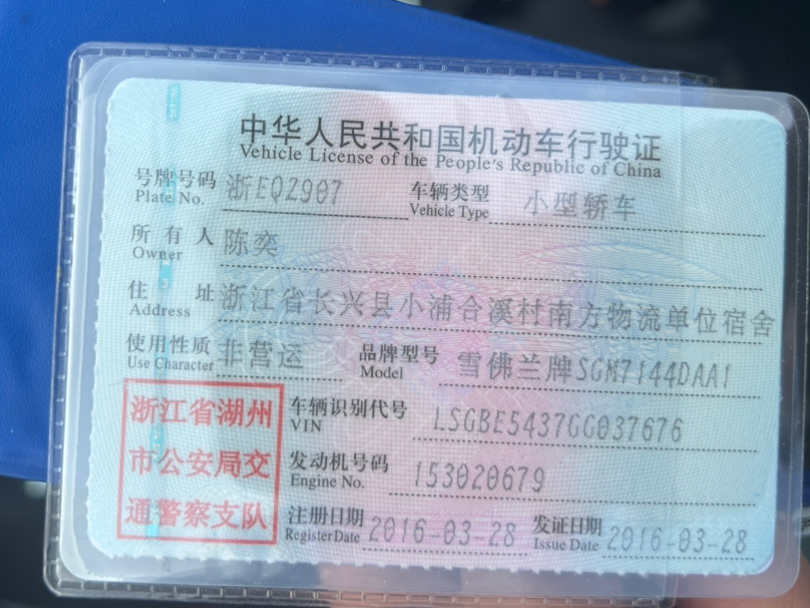 中华人民共和国机动车行驶证
Vehicle License of the People's Republic of China
号牌号码 浙EQZ907 车辆类型 小型轿车
Plate No. Vehicle Type
所有人 陈奕
Owner
住址 浙江省长兴县小浦合溪村南方物流单位宿舍
Address
使用性质 非营运 品牌型号 雪佛兰牌SGM7144DAA1
Use Character Model
浙江省湖州
市公安局交
通警察支队
车辆识别代号 LSGBE5437GG037676
VIN
发动机号码 153020679
Engine No.
注册日期 2016-03-28 发证日期 2016-03-28
Register Date Issue Date